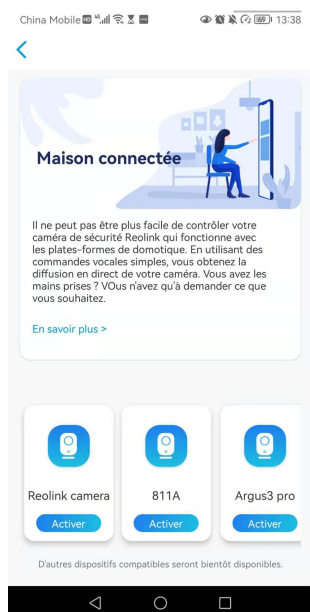 China Mobile HD 4G 69 13:38
Maison connectée
Il ne peut pas être plus facile de contrôler votre
caméra de sécurité Reolink qui fonctionne avec
les plates-formes de domotique. En utilisant des
commandes vocales simples, vous obtenez la
diffusion en direct de votre caméra. Vous avez les
mains prises ? VOus n'avez qu'à demander ce que
vous souhaitez.
En savoir plus >
Reolink camera 811A Argus3 pro
Activer Activer Activer
D'autres dispositifs compatibles seront bientôt disponibles.